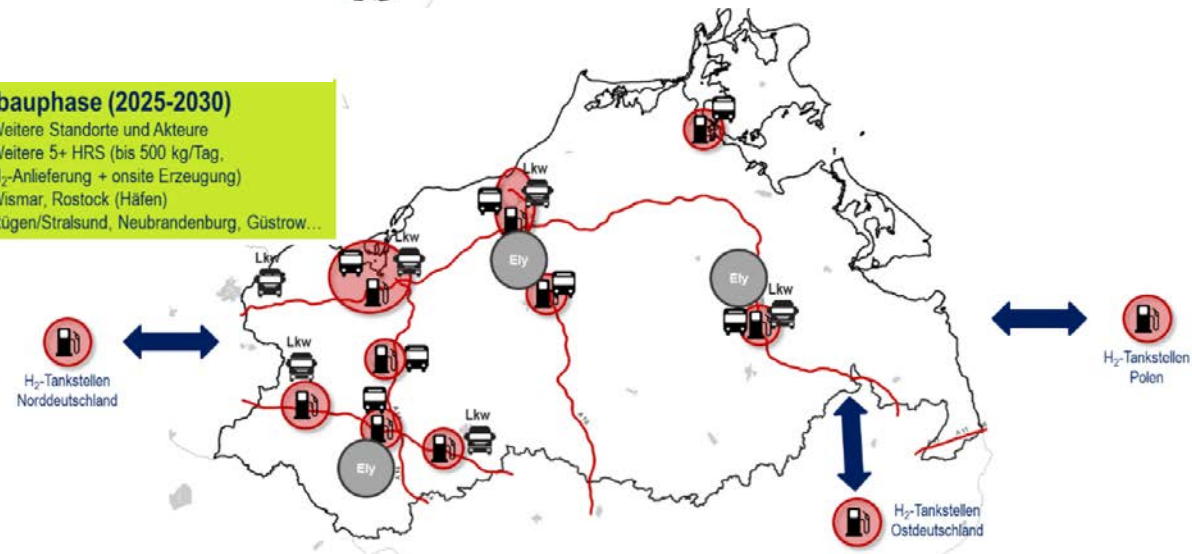 bauphase (2025-2030)
Weitere Standorte und Akteure
Weitere 5+ HRS (bis 500 kg/Tag,
H₂-Anlieferung + onsite Erzeugung)
Wismar, Rostock (Häfen)
Rügen/Stralsund, Neubrandenburg, Güstrow...
Lkw
Lkw
Lkw
Ely
Ely
Lkw
Lkw
Lkw
Ely
H₂-Tankstellen
Norddeutschland
H₂-Tankstellen
Polen
H₂-Tankstellen
Ostdeutschland